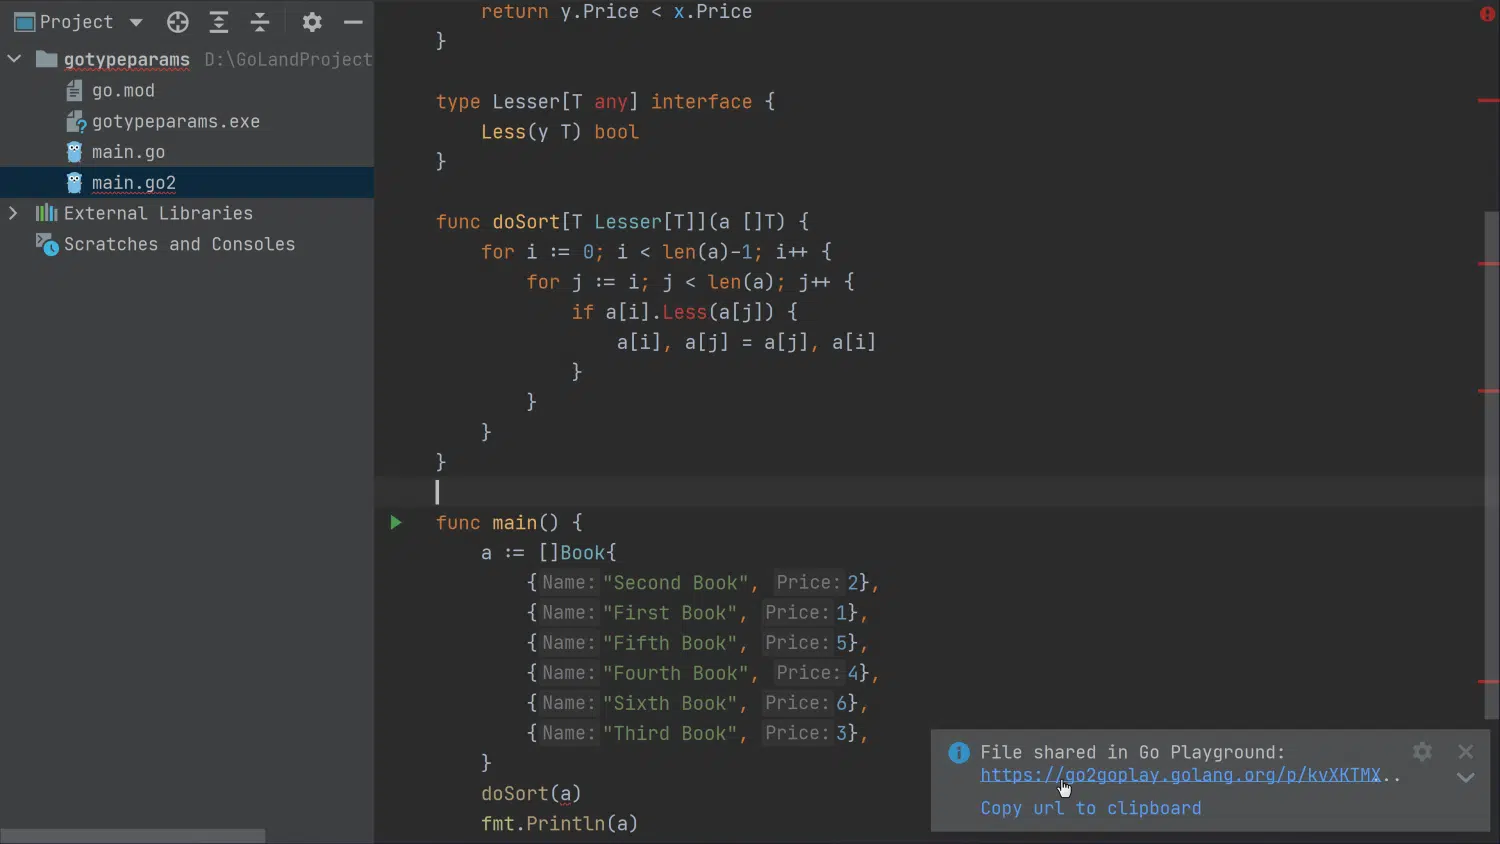 Project
gotypeparams D:\GoLandProject
go.mod
gotypeparams.exe
main.go
main.go2
External Libraries
Scratches and Consoles
return y.Price < x.Price
}
type Lesser[T any] interface {
Less(y T) bool
}
func doSort[T Lesser[T]](a []T) {
for i := 0; i < len(a)-1; i++ {
for j := i; j < len(a); j++ {
if a[i].Less(a[j]) {
a[i], a[j] = a[j], a[i]
}
}
}
}
func main() {
a := []Book{
{Name: "Second Book", Price: 2},
{Name: "First Book", Price: 1},
{Name: "Fifth Book", Price: 5},
{Name: "Fourth Book", Price: 4},
{Name: "Sixth Book", Price: 6},
{Name: "Third Book", Price: 3},
}
doSort(a)
fmt.Println(a)
File shared in Go Playground:
https://go2goplay.golang.org/p/kvXKTMX...
Copy url to clipboard